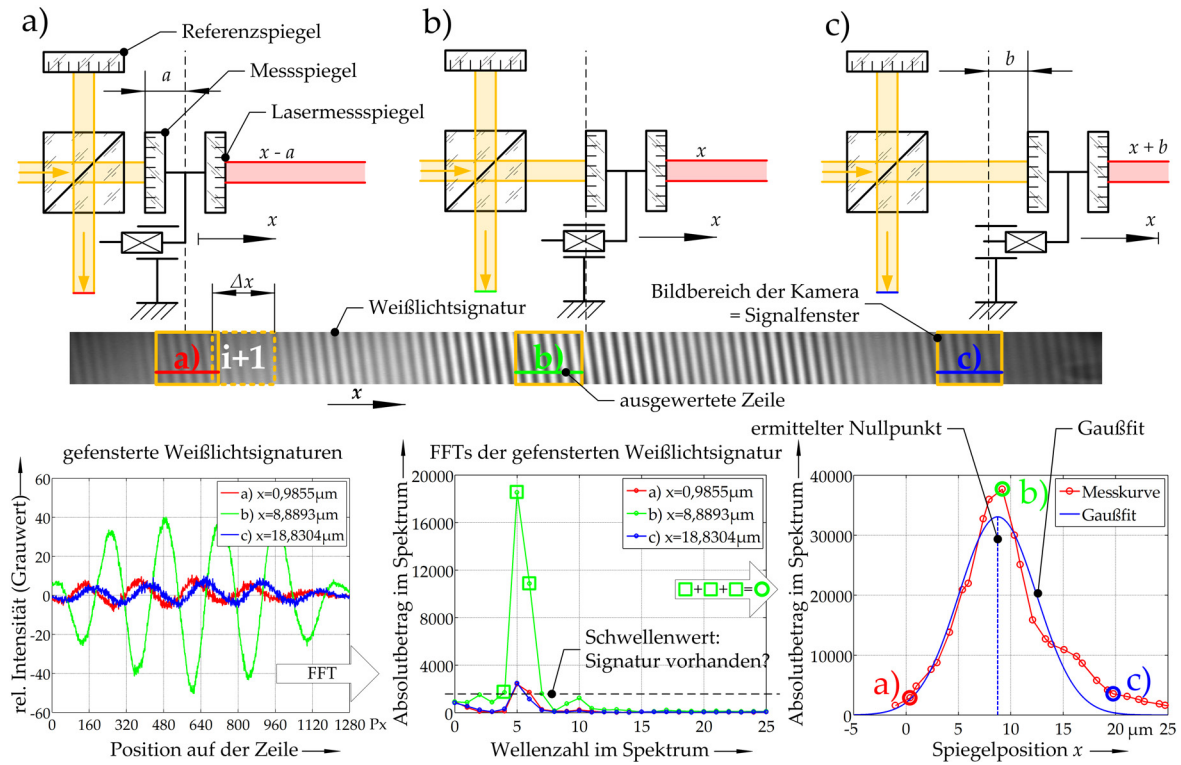 a)
b)
c)
Referenzspiegel
a
Messspiegel
Lasermessspiegel
x - a
x
x
x
b
x + b
x
Δx
Weißlichtsignatur
Bildbereich der Kamera
= Signalfenster
a)
i+1
b)
c)
x
ausgewertete Zeile
gefensterte Weißlichtsignaturen
rel. Intensität (Grauwert)
60
40
20
0
-20
-40
-60
a) x=0,9855µm
b) x=8,8893µm
c) x=18,8304µm
FFT
0 160 320 480 640 800 960 1120 1280 Px
Position auf der Zeile
FFTs der gefensterten Weißlichtsignatur
Absolutbetrag im Spektrum
20000
16000
12000
8000
4000
0
a) x=0,9855µm
b) x=8,8893µm
c) x=18,8304µm
+ + =
Schwellenwert:
Signatur vorhanden?
0 5 10 15 20 25
Wellenzahl im Spektrum
ermittelter Nullpunkt
Gaußfit
Absolutbetrag im Spektrum
40000
30000
20000
10000
0
b)
Messkurve
Gaußfit
a)
c)
-5 0 5 10 15 20 µm 25
Spiegelposition x